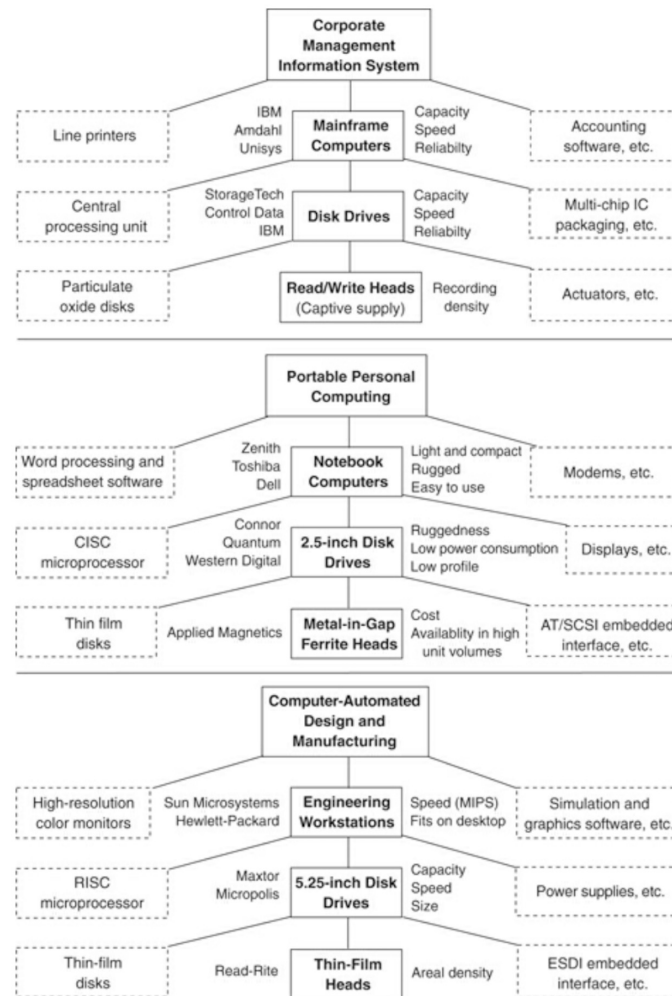 Corporate
Management
Information System
Line printers
IBM
Amdahl
Unisys
Mainframe
Computers
Capacity
Speed
Reliabilty
Accounting
software, etc.
Central
processing unit
StorageTech
Control Data
IBM
Disk Drives
Capacity
Speed
Reliabilty
Multi-chip IC
packaging, etc.
Particulate
oxide disks
Read/Write Heads
(Captive supply)
Recording
density
Actuators, etc.
Portable Personal
Computing
Word processing and
spreadsheet software
Zenith
Toshiba
Dell
Notebook
Computers
Light and compact
Rugged
Easy to use
Modems, etc.
CISC
microprocessor
Connor
Quantum
Western Digital
2.5-inch Disk
Drives
Ruggedness
Low power consumption
Low profile
Displays, etc.
Thin film
disks
Applied Magnetics
Metal-in-Gap
Ferrite Heads
Cost
Availablity in high
unit volumes
AT/SCSI embedded
interface, etc.
Computer-Automated
Design and
Manufacturing
High-resolution
color monitors
Sun Microsystems
Hewlett-Packard
Engineering
Workstations
Speed (MIPS)
Fits on desktop
Simulation and
graphics software, etc.
RISC
microprocessor
Maxtor
Micropolis
5.25-inch Disk
Drives
Capacity
Speed
Size
Power supplies, etc.
Thin-film
disks
Read-Rite
Thin-Film
Heads
Areal density
ESDI embedded
interface, etc.